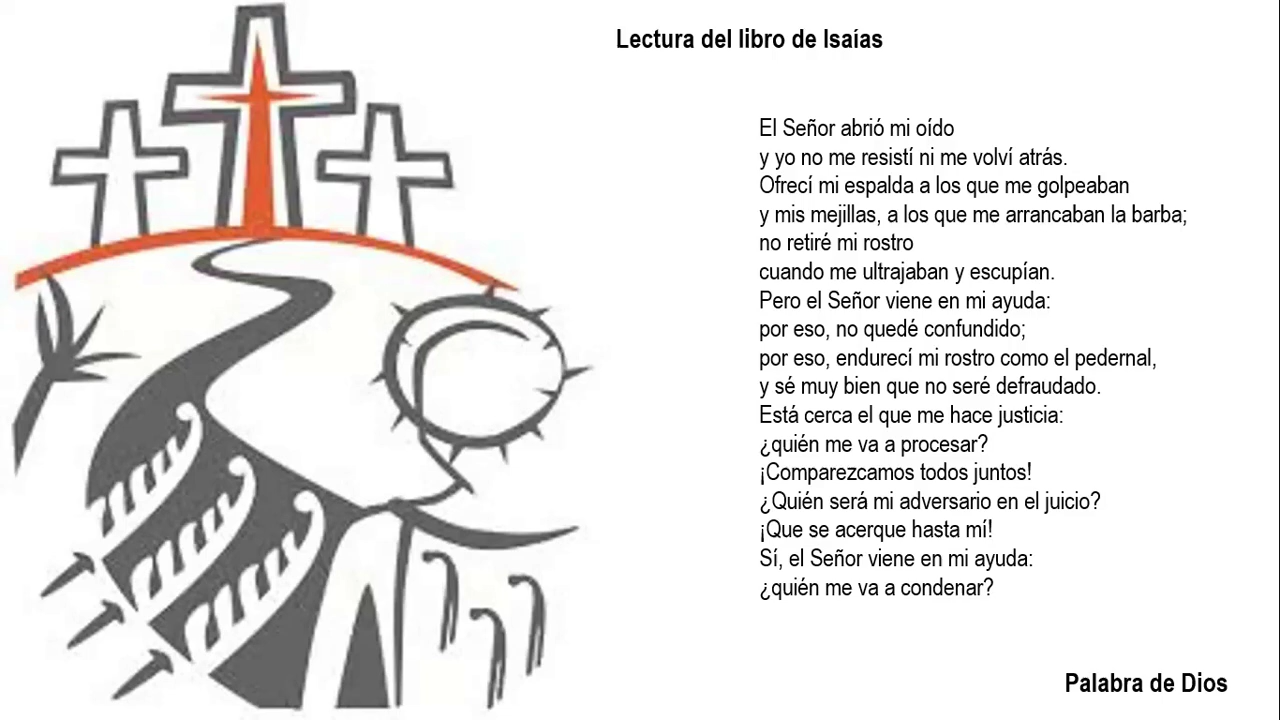 Lectura del libro de Isaías
El Señor abrió mi oído
y yo no me resistí ni me volví atrás.
Ofrecí mi espalda a los que me golpeaban
y mis mejillas, a los que me arrancaban la barba;
no retiré mi rostro
cuando me ultrajaban y escupían.
Pero el Señor viene en mi ayuda:
por eso, no quedé confundido;
por eso, endurecí mi rostro como el pedernal,
y sé muy bien que no seré defraudado.
Está cerca el que me hace justicia:
¿quién me va a procesar?
¡Comparezcamos todos juntos!
¿Quién será mi adversario en el juicio?
¡Que se acerque hasta mí!
Sí, el Señor viene en mi ayuda:
¿quién me va a condenar?
Palabra de Dios